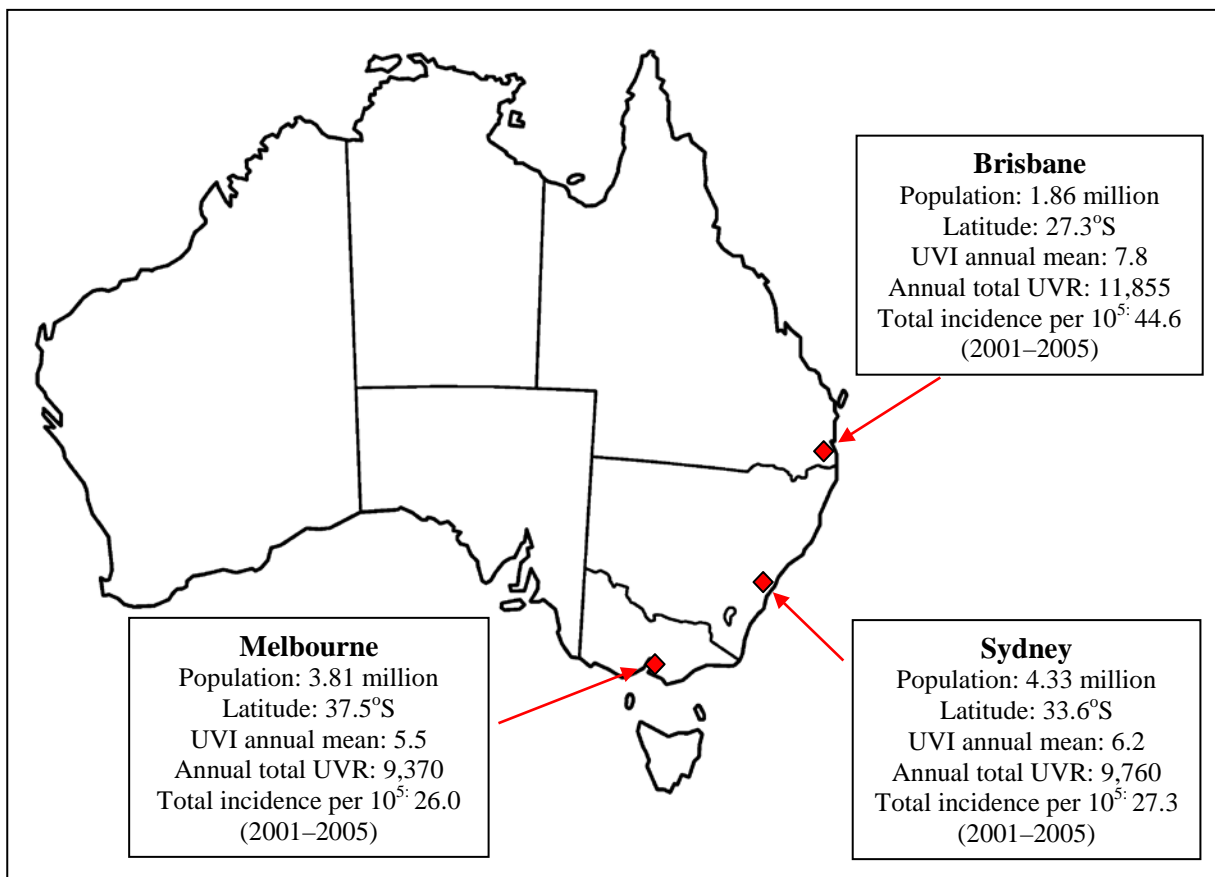 Brisbane
Population: 1.86 million
Latitude: 27.3°S
UVI annual mean: 7.8
Annual total UVR: 11,855
Total incidence per 10⁵: 44.6
(2001–2005)
Melbourne
Population: 3.81 million
Latitude: 37.5°S
UVI annual mean: 5.5
Annual total UVR: 9,370
Total incidence per 10⁵: 26.0
(2001–2005)
Sydney
Population: 4.33 million
Latitude: 33.6°S
UVI annual mean: 6.2
Annual total UVR: 9,760
Total incidence per 10⁵: 27.3
(2001–2005)